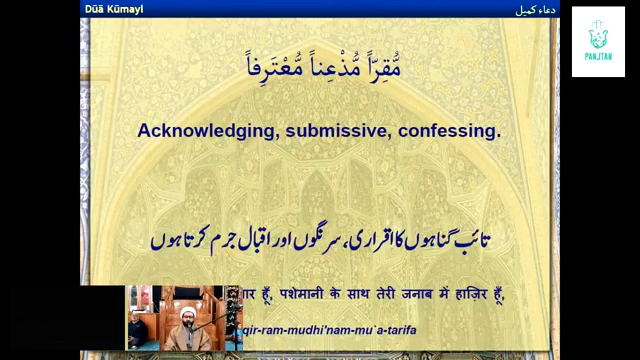 Dūā Kūmayl
دعاء کمیل
PANJTAN
مُّقِرّاً مُّذْعِناً مُّعْتَرِفاً
Acknowledging, submissive, confessing.
تائب گناہوں کا اقراری، سرنگوں اور اقبال جرم کرتا ہوں
हूँ, पशेमानी के साथ तेरी जनाब में हाज़िर हूँ,
qir-ram-mudhi'nam-mu`a-tarifa